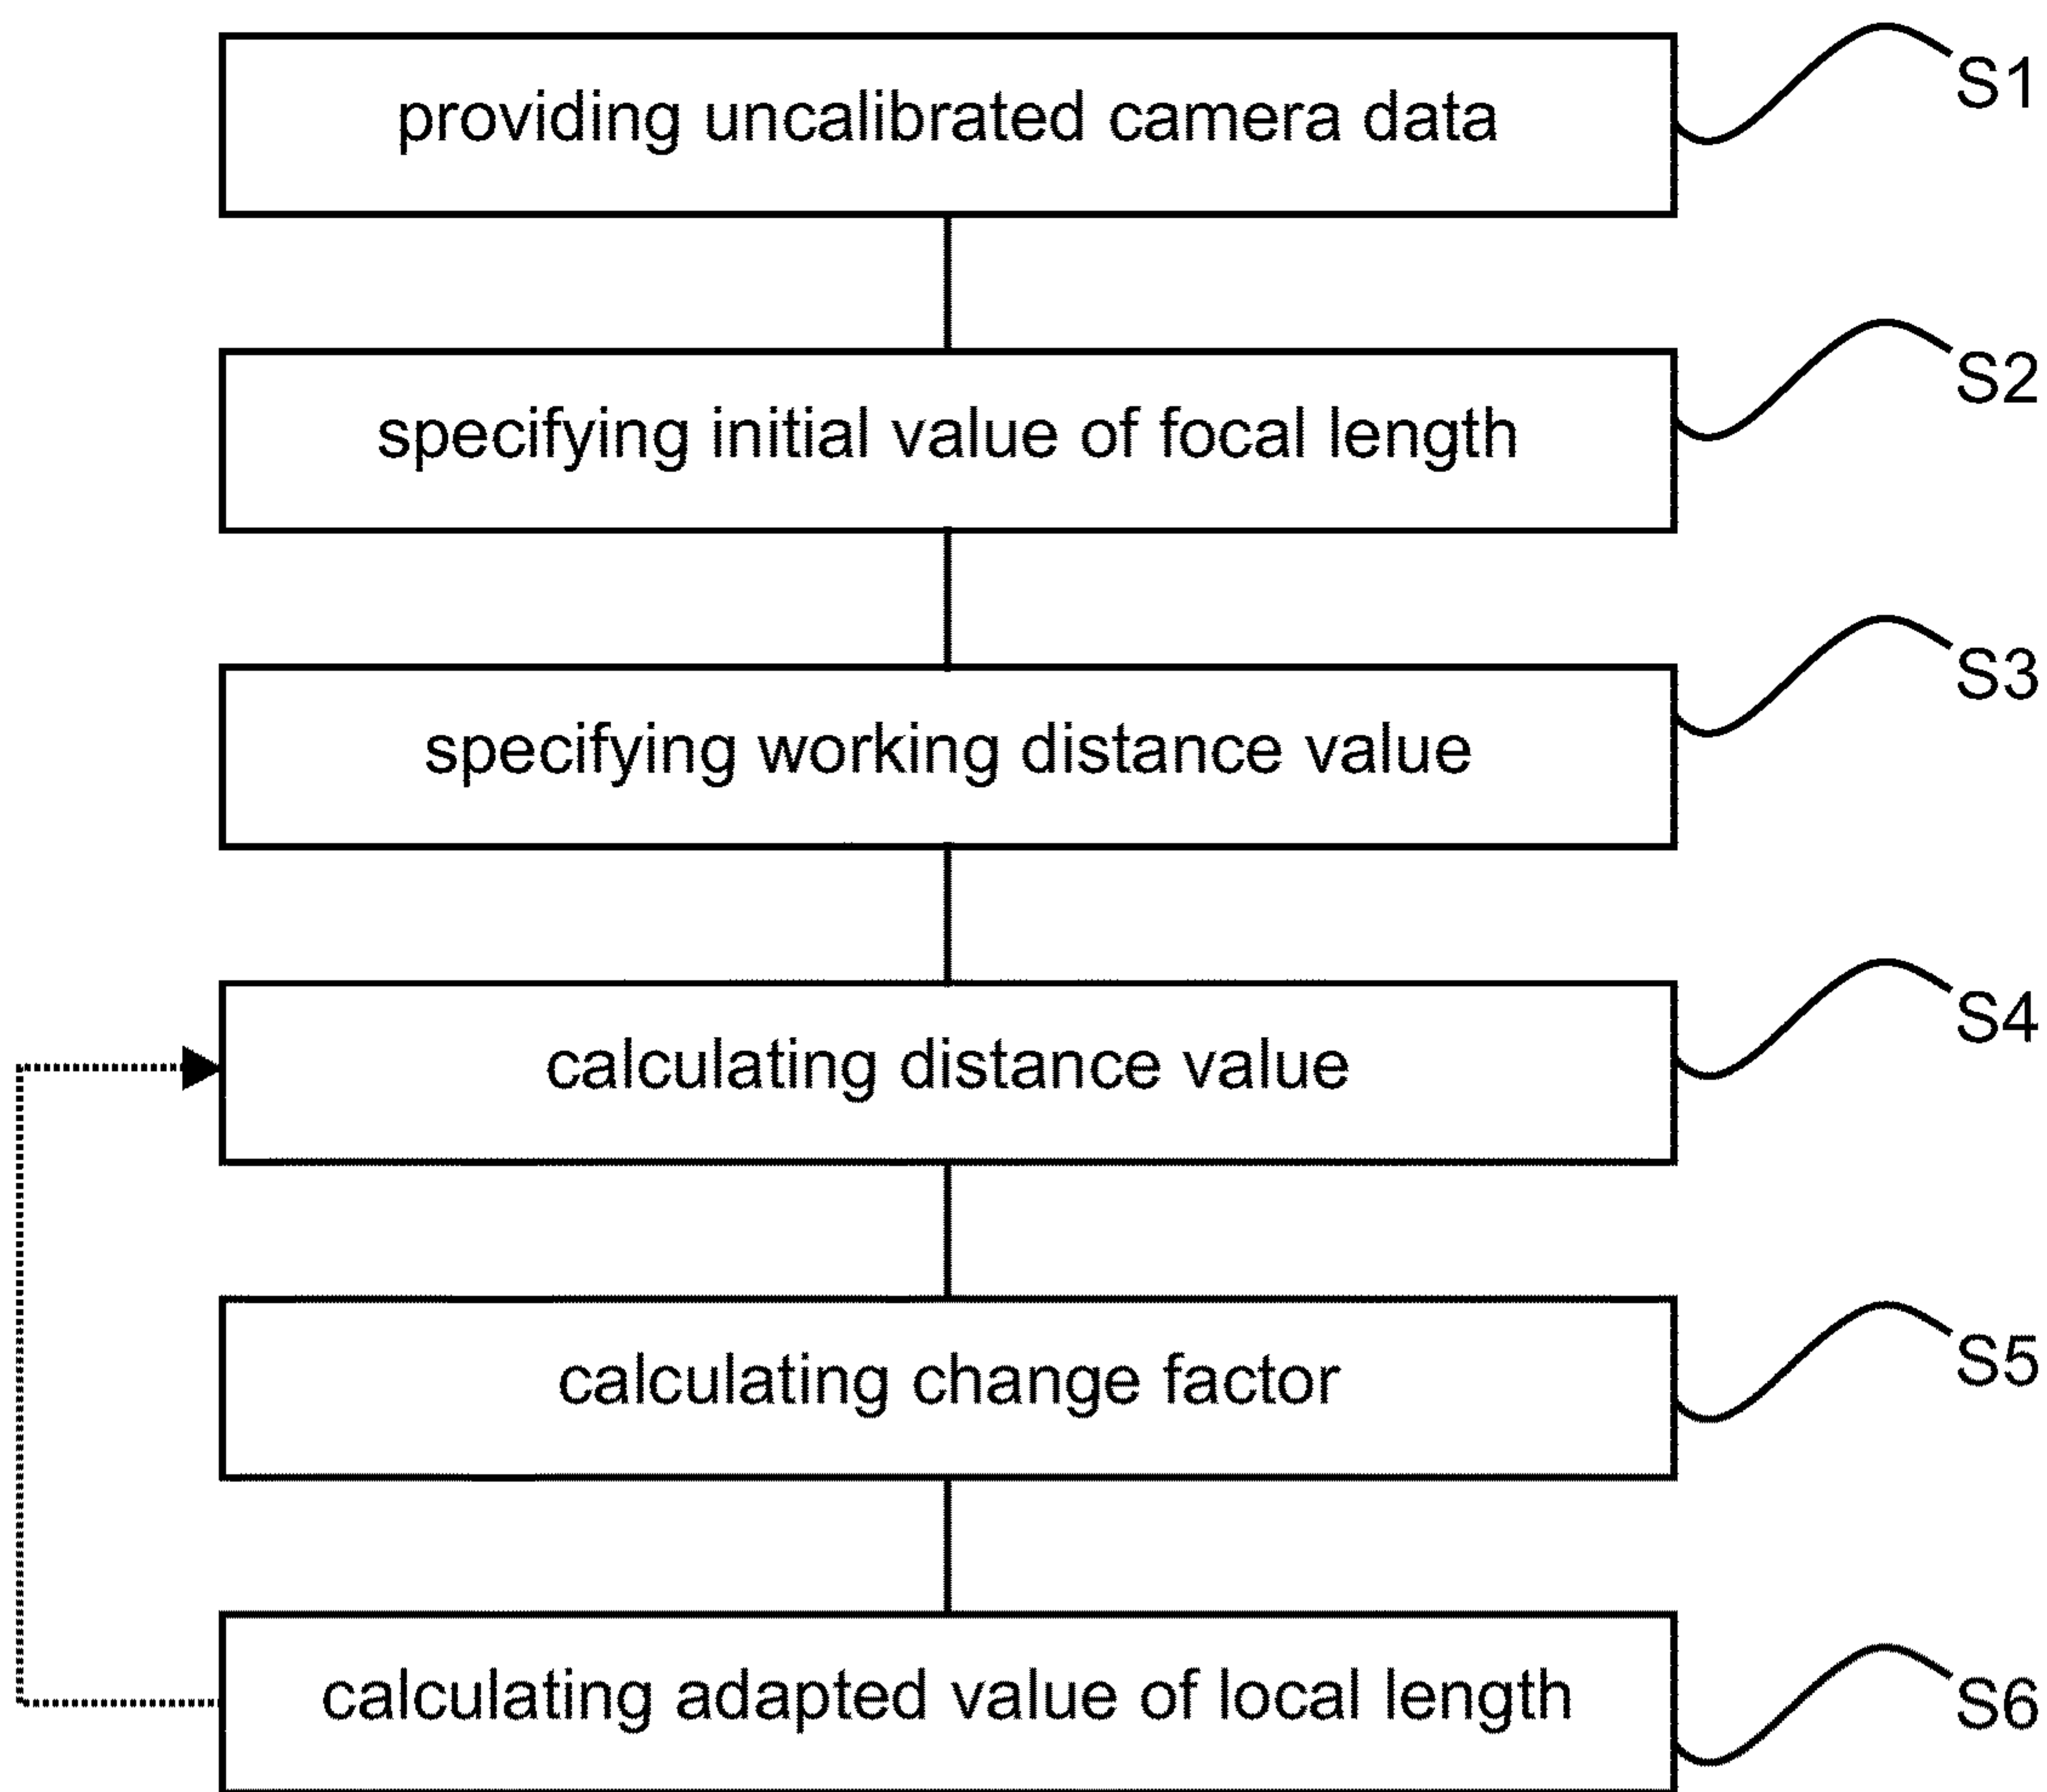 providing uncalibrated camera data
S1
specifying initial value of focal length
S2
specifying working distance value
S3
calculating distance value
S4
calculating change factor
S5
calculating adapted value of local length
S6